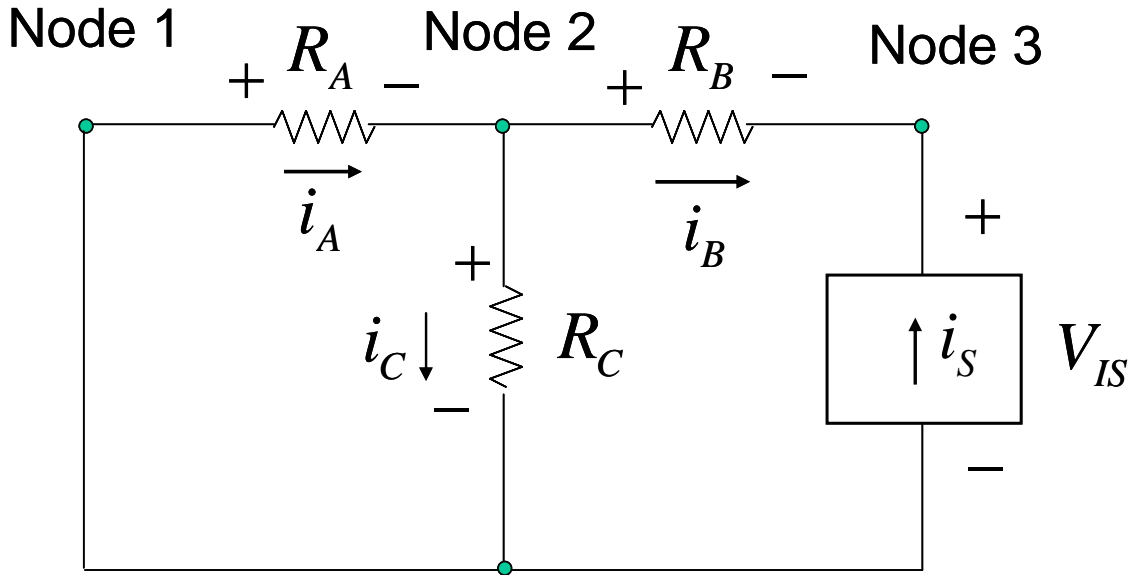 Node 1
Node 2
Node 3
+ R_A −
+ R_B −
i_A
i_B
+
+
i_C
R_C
i_S
V_IS
−
−